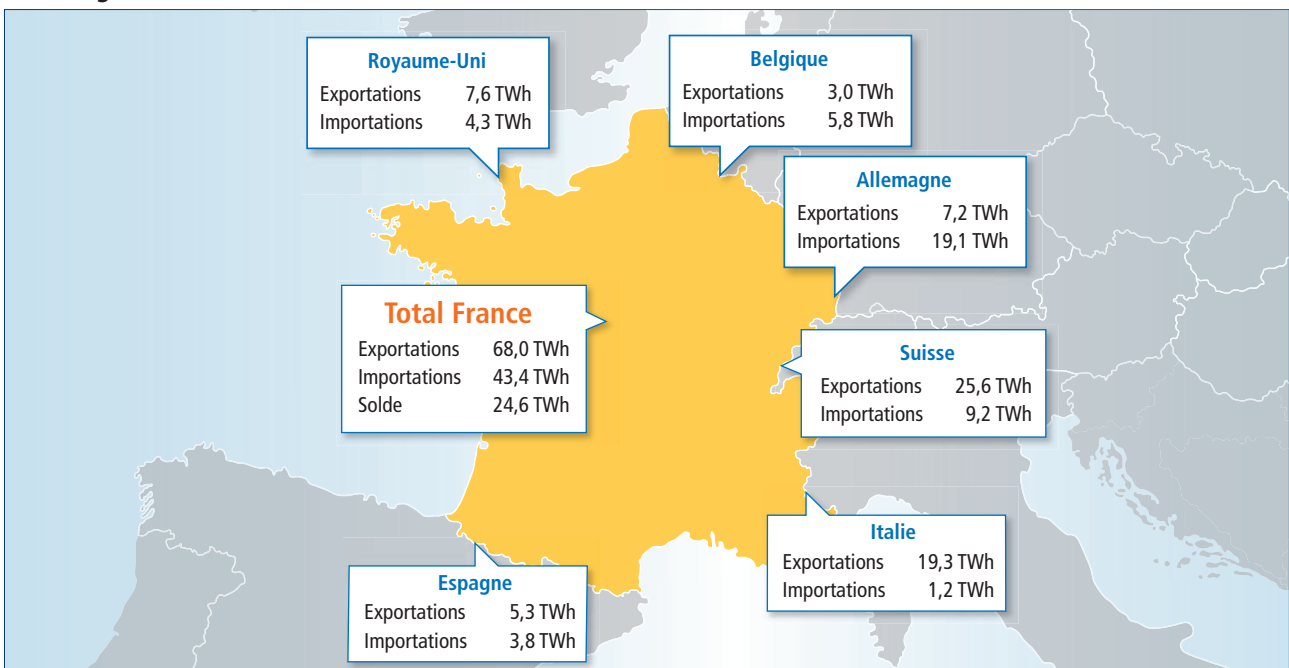 Royaume-Uni
Exportations 7,6 TWh
Importations 4,3 TWh
Belgique
Exportations 3,0 TWh
Importations 5,8 TWh
Allemagne
Exportations 7,2 TWh
Importations 19,1 TWh
Total France
Exportations 68,0 TWh
Importations 43,4 TWh
Solde 24,6 TWh
Suisse
Exportations 25,6 TWh
Importations 9,2 TWh
Italie
Exportations 19,3 TWh
Importations 1,2 TWh
Espagne
Exportations 5,3 TWh
Importations 3,8 TWh